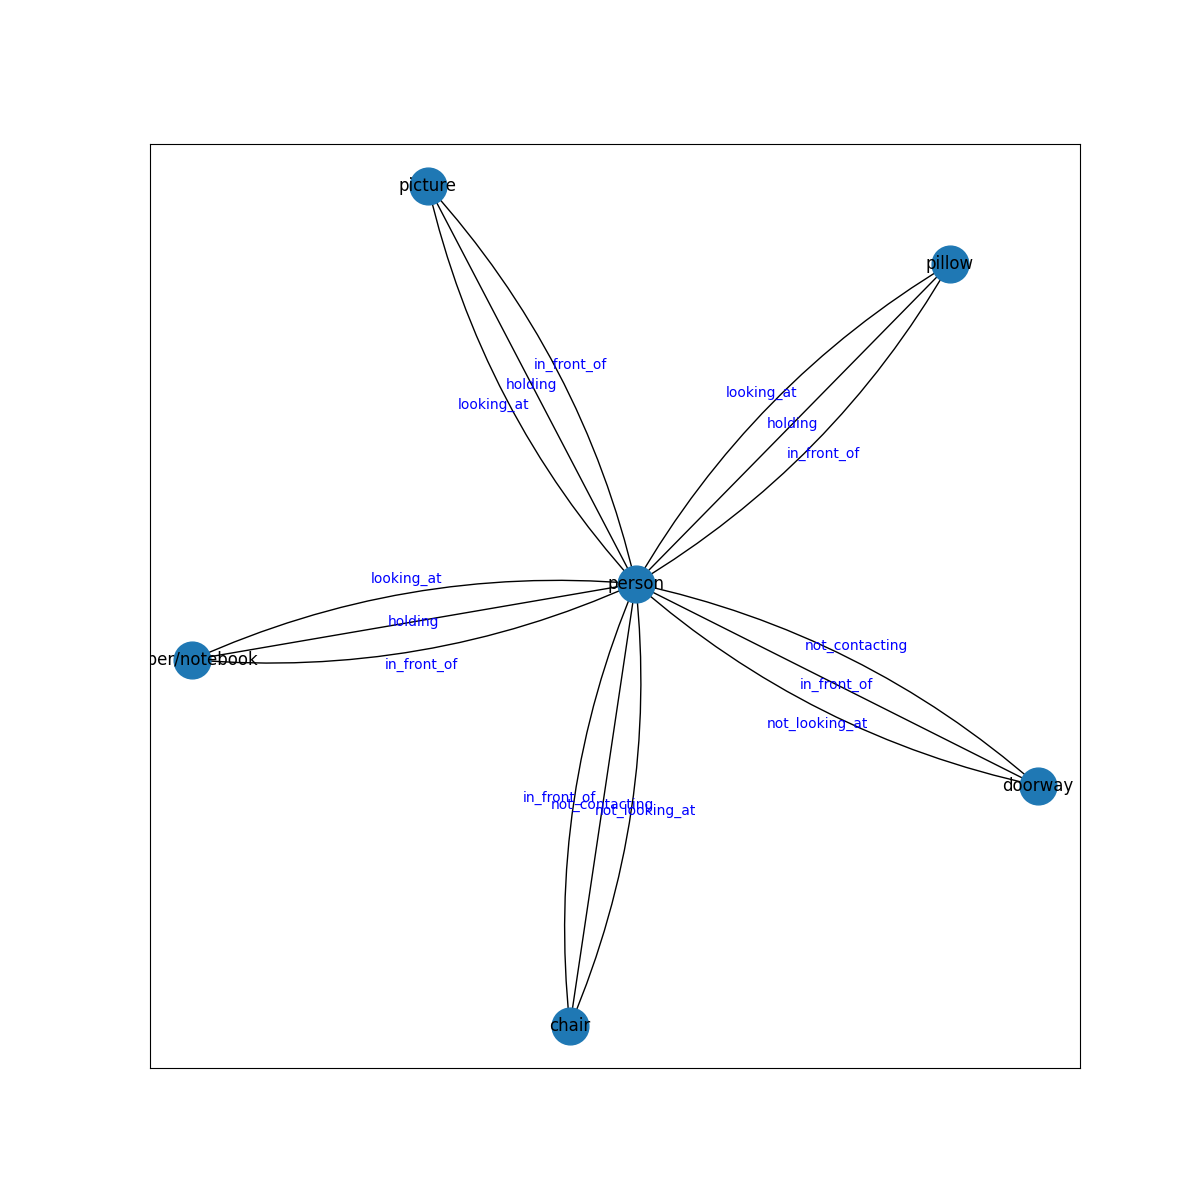 picture
pillow
in_front_of
holding
looking_at
looking_at
holding
in_front_of
person
looking_at
holding
in_front_of
per/notebook
not_contacting
in_front_of
not_looking_at
doorway
in_front_of
not_contacting
not_looking_at
chair